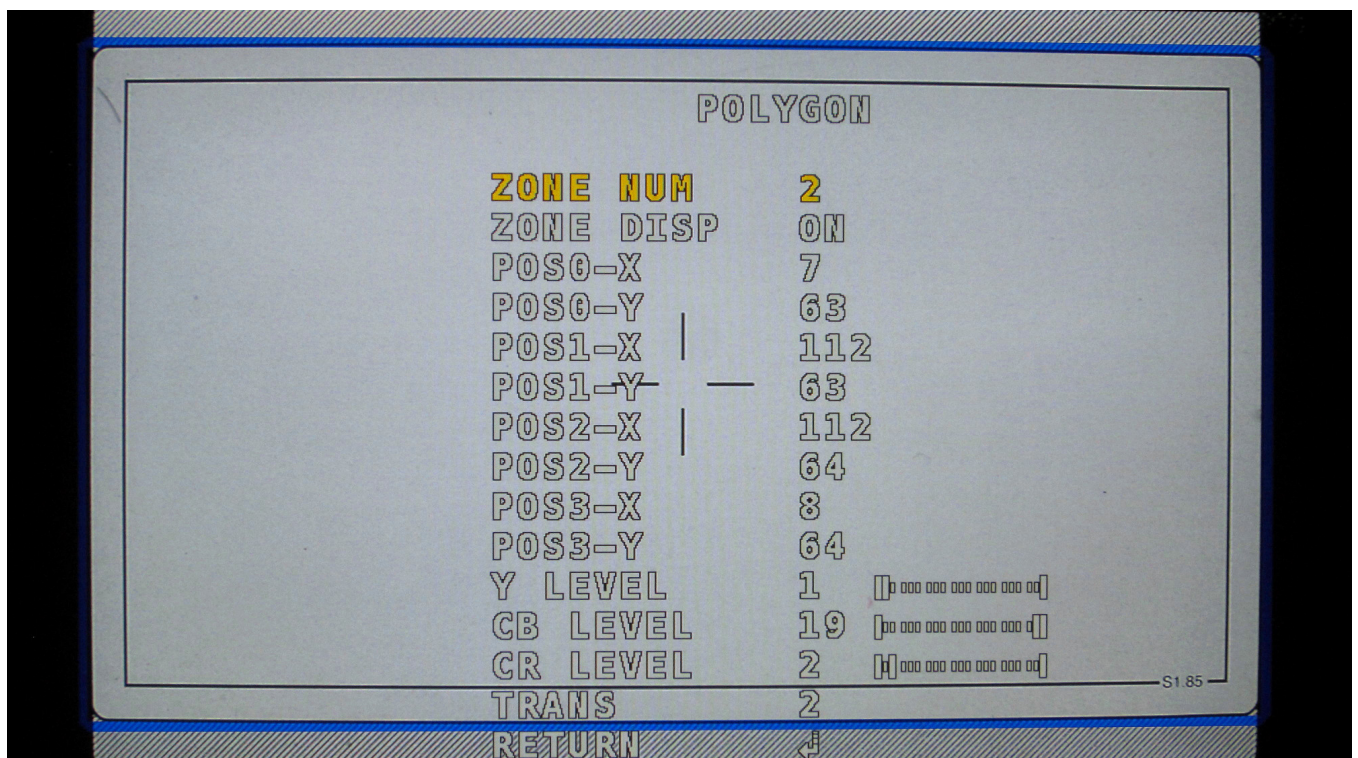 POLYGON
ZONE NUM 2
ZONE DISP ON
POS0-X 7
POS0-Y 63
POS1-X 112
POS1-Y 63
POS2-X 112
POS2-Y 64
POS3-X 8
POS3-Y 64
Y LEVEL 1
CB LEVEL 19
CR LEVEL 2
S1.85
TRANS 2
RETURN ↲